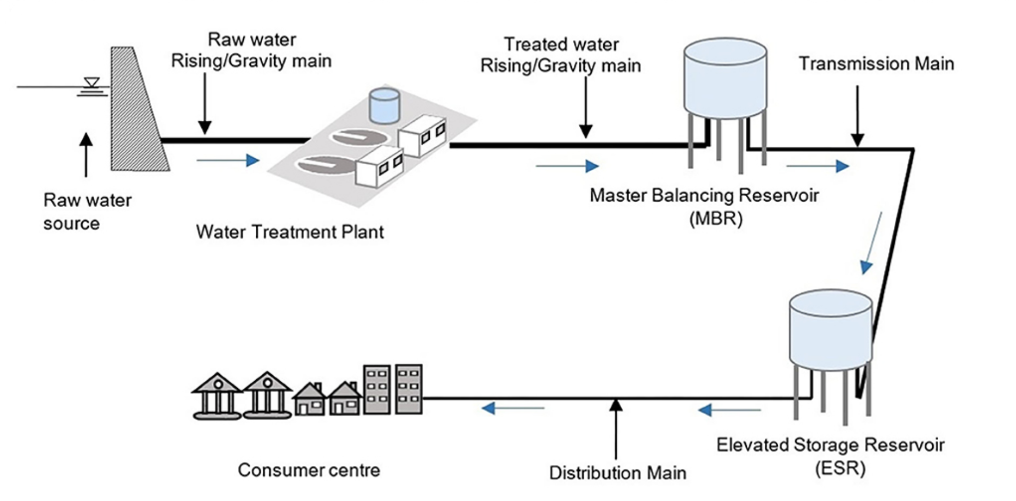 Raw water
Rising/Gravity main
Treated water
Rising/Gravity main
Transmission Main
Raw water
source
Water Treatment Plant
Master Balancing Reservoir
(MBR)
Consumer centre
Distribution Main
Elevated Storage Reservoir
(ESR)